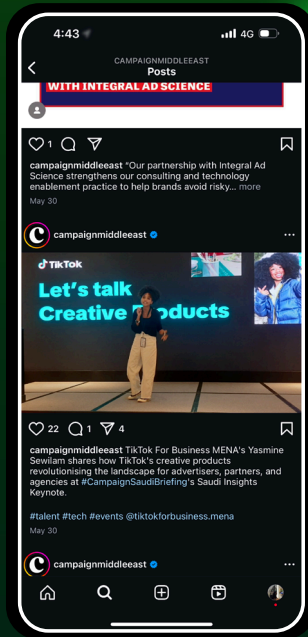 4:43
4G
CAMPAIGNMIDDLEEAST
Posts
WITH INTEGRAL AD SCIENCE
1
campaignmiddleeast "Our partnership with Integral Ad
Science strengthens our consulting and technology
enablement practice to help brands avoid risky... more
May 30
campaignmiddleeast
TikTok
Let's talk
Creative oducts
22 1 4
campaignmiddleeast TikTok For Business MENA's Yasmine
Sewilam shares how TikTok's creative products
revolutionising the landscape for advertisers, partners, and
agencies at #CampaignSaudiBriefing's Saudi Insights
Keynote.
#talent #tech #events @tiktokforbusiness.mena
May 30
campaignmiddleeast